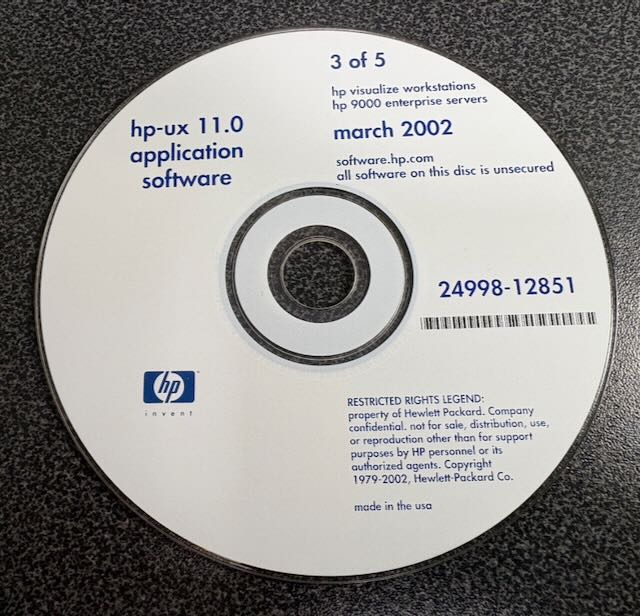 3 of 5
hp visualize workstations
hp 9000 enterprise servers
hp-ux 11.0
application
software
march 2002
software.hp.com
all software on this disc is unsecured
24998-12851
hp
invent
RESTRICTED RIGHTS LEGEND:
property of Hewlett Packard. Company
confidential. not for sale, distribution, use,
or reproduction other than for support
purposes by HP personnel or its
authorized agents. Copyright
1979-2002, Hewlett-Packard Co.
made in the usa